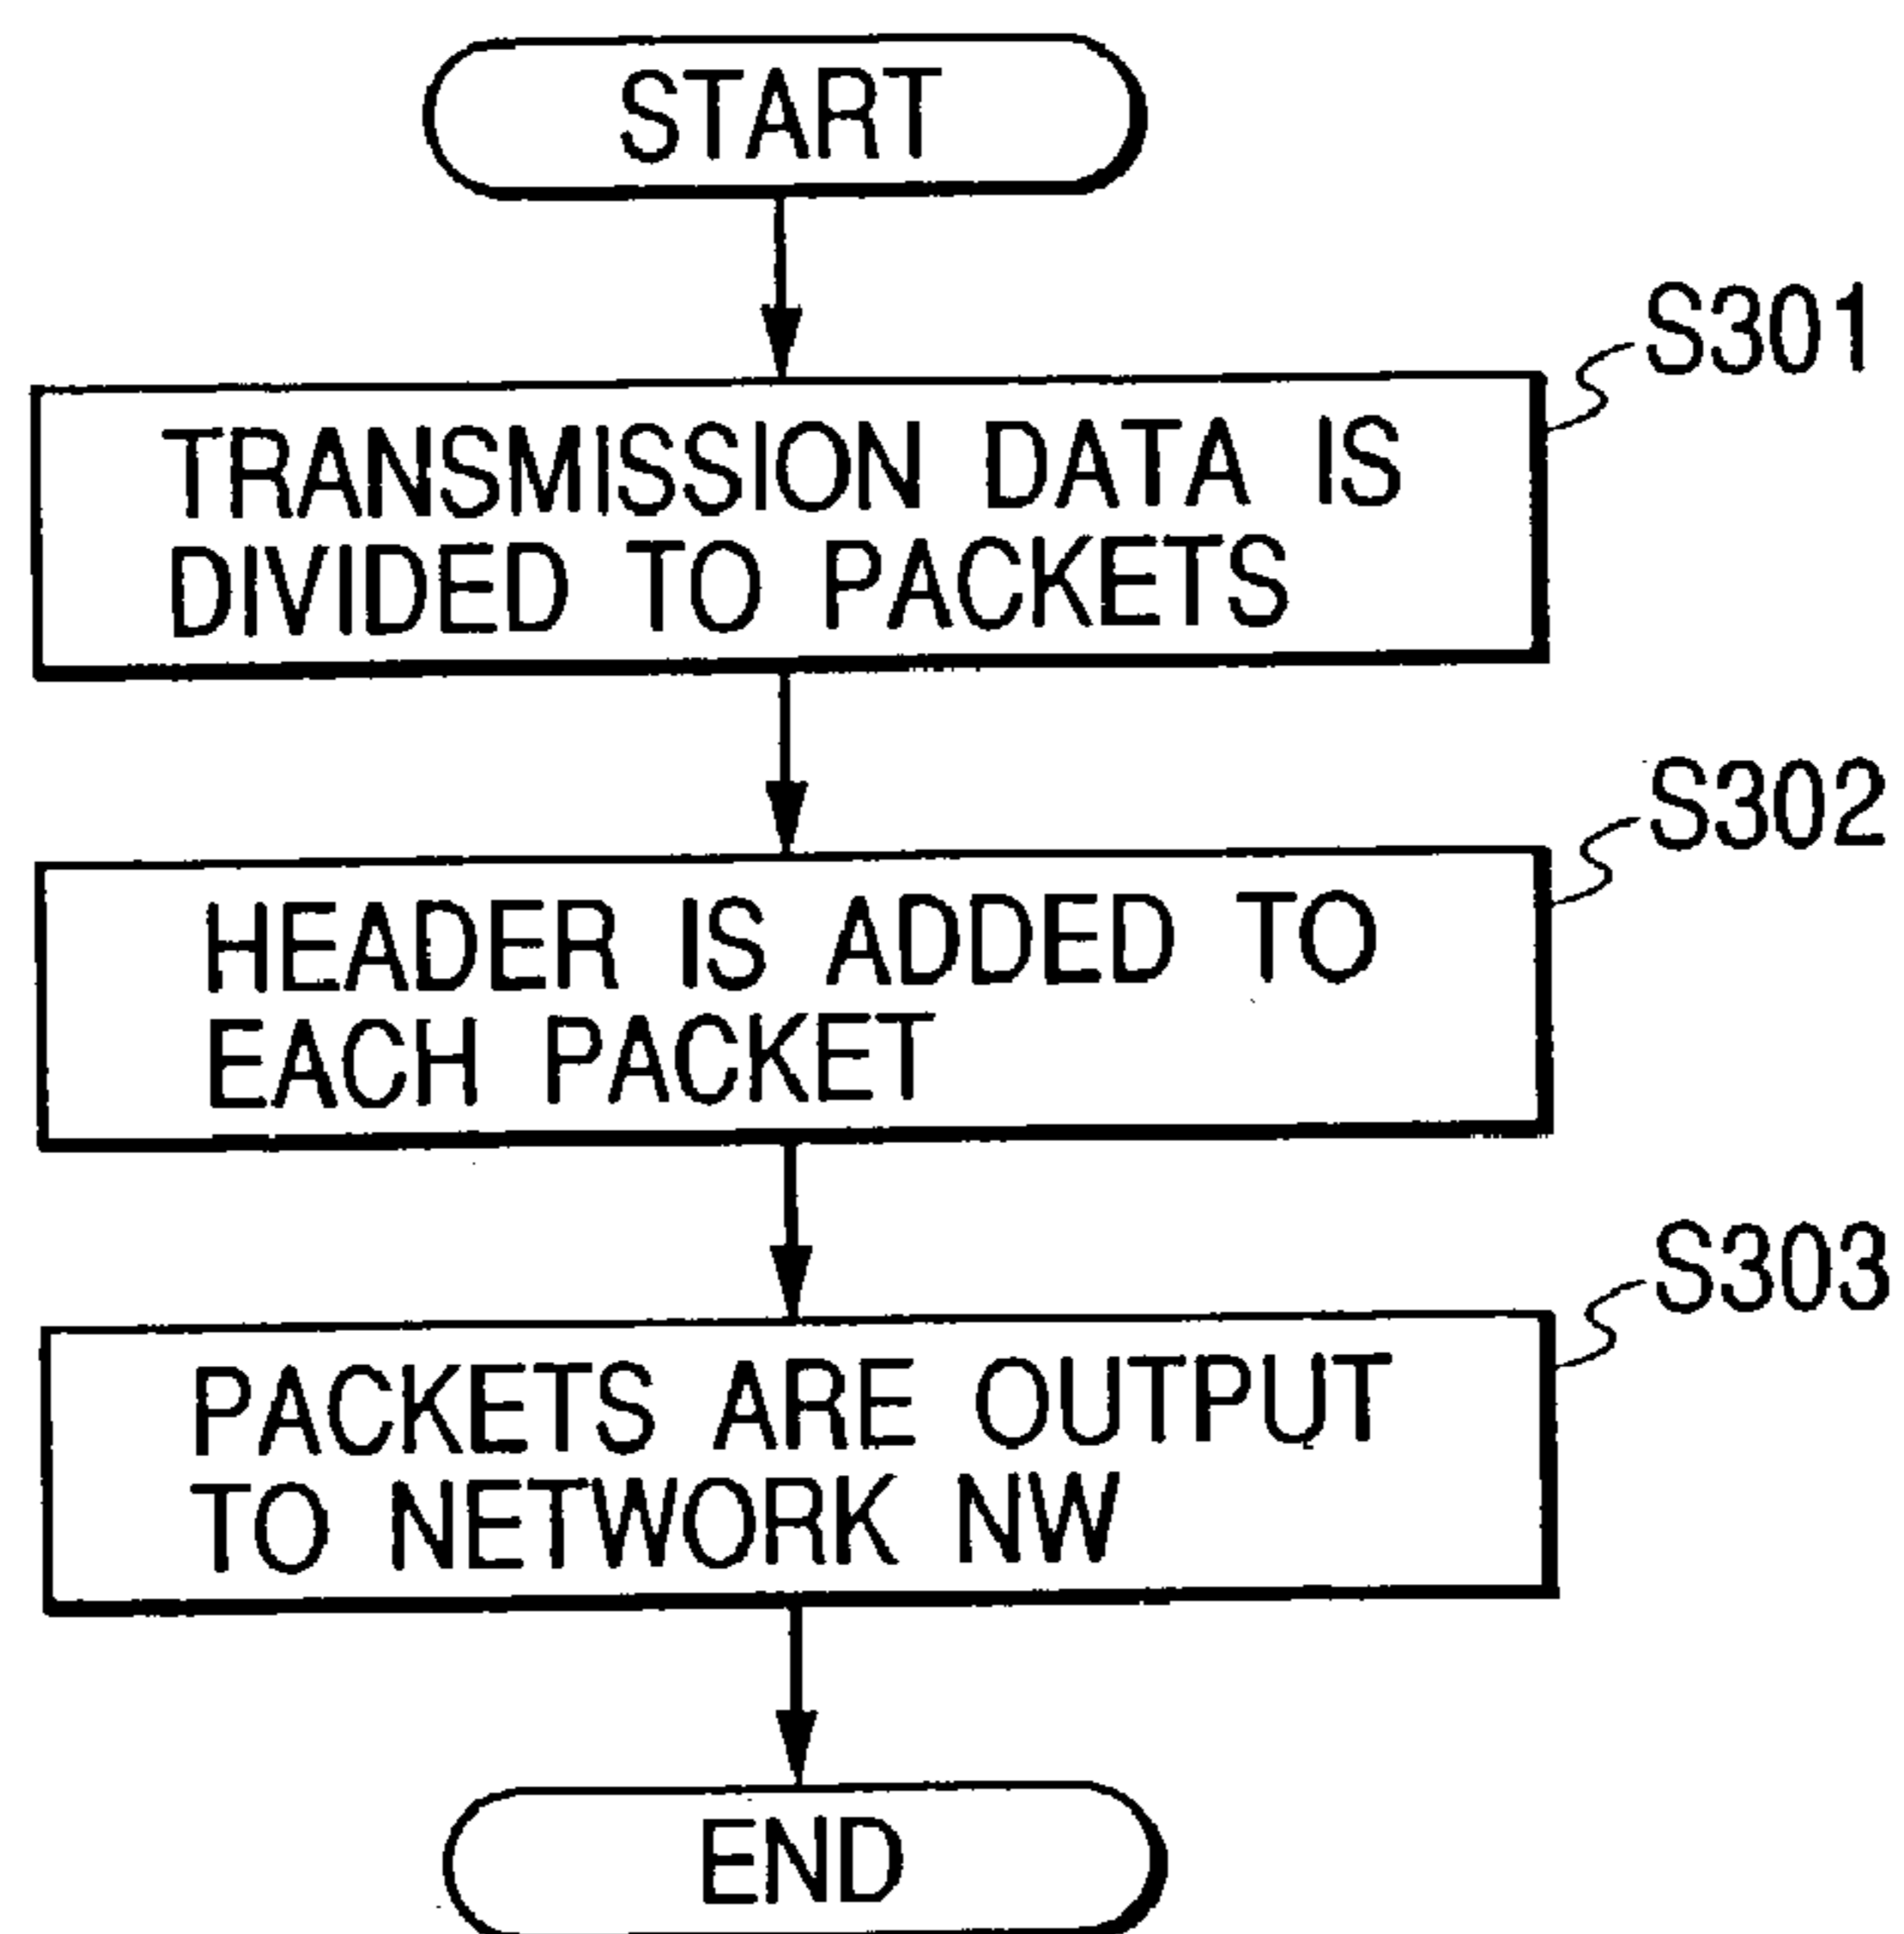 START
S301
TRANSMISSION DATA IS
DIVIDED TO PACKETS
S302
HEADER IS ADDED TO
EACH PACKET
S303
PACKETS ARE OUTPUT
TO NETWORK NW
END